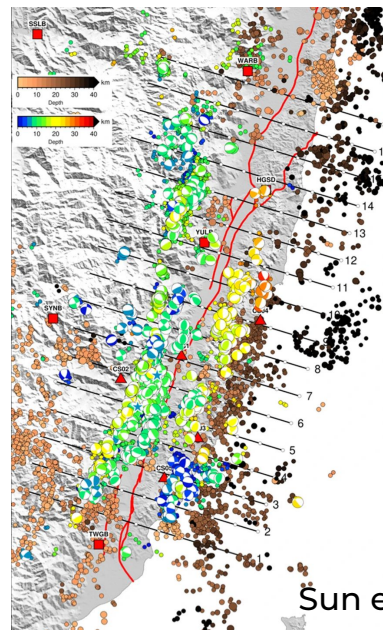 SSLB
WARB
km
0 10 20 30 40
Depth
km
0 10 20 30 40
Depth
HGSD
14
13
YULB
12
11
SYNB
8
CS02
7
6
5
4
3
TWGB
2
1
Sun e